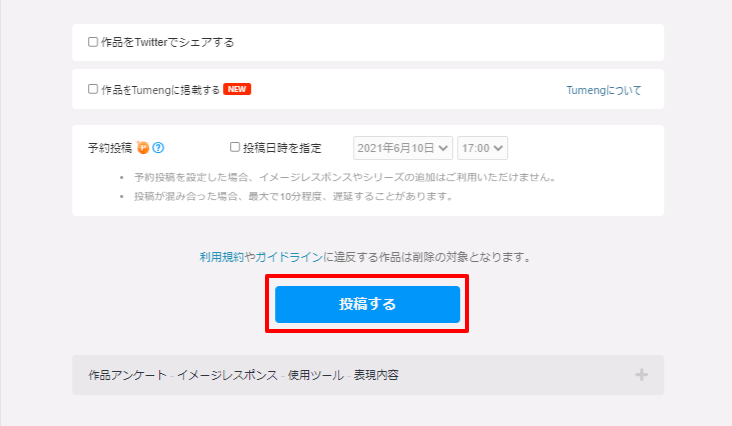 作品をTwitterでシェアする
作品をTumengに掲載する NEW Tumengについて
予約投稿 投稿日時を指定 2021年6月10日 17:00
予約投稿を設定した場合、イメージレスポンスやシリーズの追加はご利用いただけません。
投稿が混み合った場合、最大で10分程度、遅延することがあります。
利用規約やガイドラインに違反する作品は削除の対象となります。
投稿する
作品アンケート - イメージレスポンス - 使用ツール - 表現内容